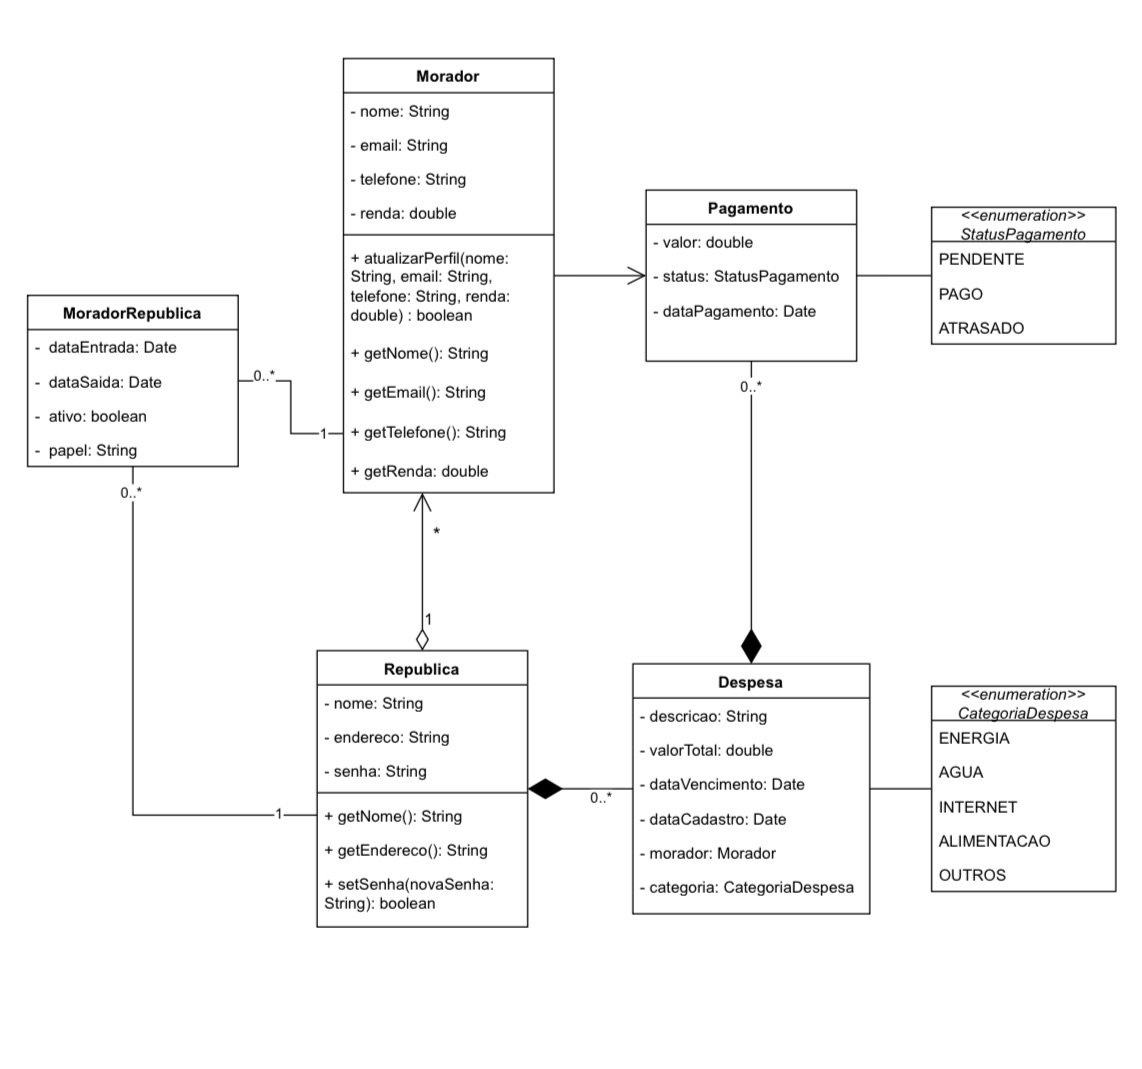 Morador
- nome: String
- email: String
- telefone: String
- renda: double
+ atualizarPerfil(nome:
String, email: String,
telefone: String, renda:
double) : boolean
+ getNome(): String
+ getEmail(): String
+ getTelefone(): String
+ getRenda: double
Pagamento
- valor: double
- status: StatusPagamento
- dataPagamento: Date
0..*
<<enumeration>>
StatusPagamento
PENDENTE
PAGO
ATRASADO
MoradorRepublica
- dataEntrada: Date
- dataSaida: Date
- ativo: boolean
- papel: String
0..*
1
0..*
1
*
1
Republica
- nome: String
- endereco: String
- senha: String
+ getNome(): String
+ getEndereco(): String
+ setSenha(novaSenha:
String): boolean
0..*
Despesa
- descricao: String
- valorTotal: double
- dataVencimento: Date
- dataCadastro: Date
- morador: Morador
- categoria: CategoriaDespesa
<<enumeration>>
CategoriaDespesa
ENERGIA
AGUA
INTERNET
ALIMENTACAO
OUTROS